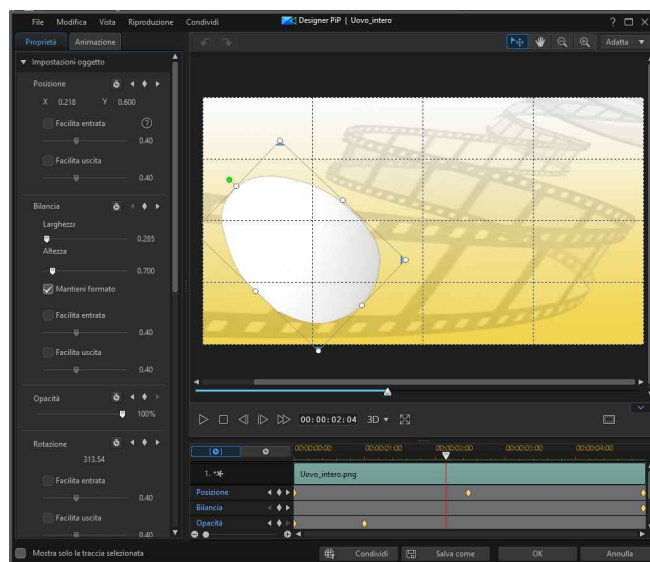 File Modifica Vista Riproduzione Condividi Designer PiP | Uovo_intero
Proprietà Animazione Adatta
Impostazioni oggetto
Posizione
X 0.218 Y 0.600
Facilita entrata
0.40
Facilita uscita
0.40
Bilancia
Larghezza
0.285
Altezza
0.700
Mantieni formato
Facilita entrata
0.40
Facilita uscita
0.40
Opacità
100%
Rotazione
313.54
Facilita entrata
0.40
Facilita uscita
0.40
00:00:02:04 3D
00:00:00:00 00:00:01:00 00:00:02:00 00:00:03:00 00:00:04:00
1. Uovo_intero.png
Posizione
Bilancia
Opacità
Mostra solo la traccia selezionata Condividi Salva come OK Annulla